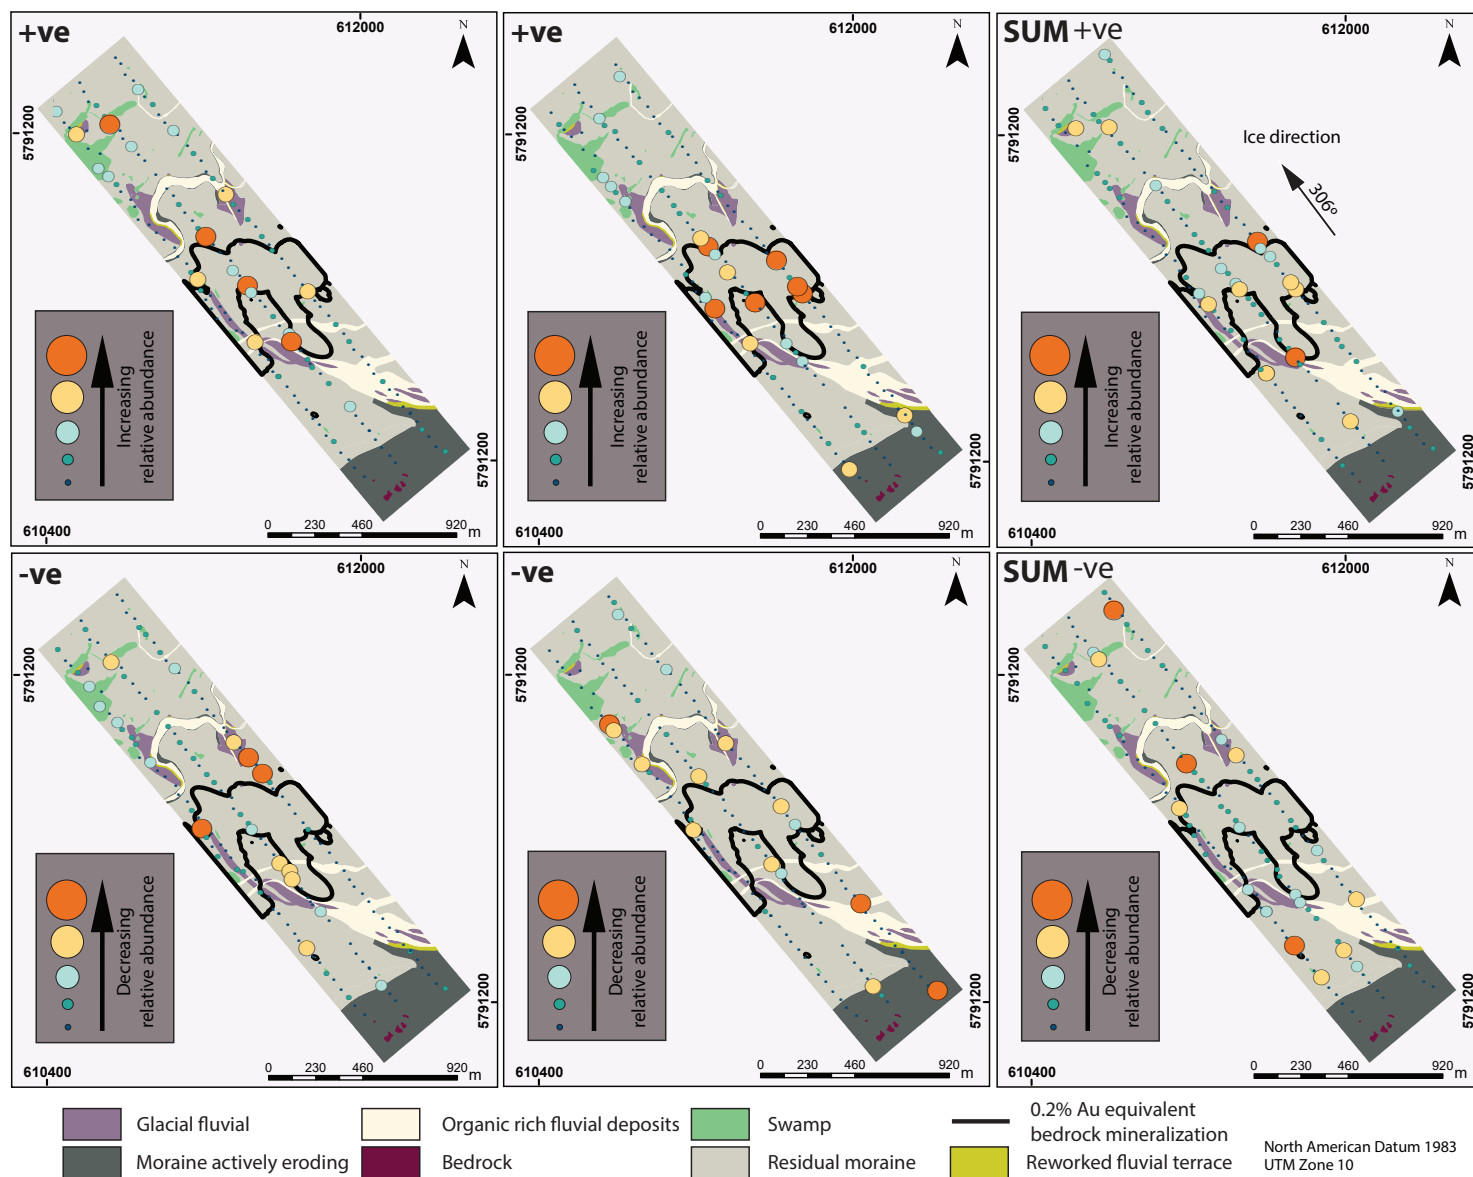 +ve
612000
N
5791200
Increasing
relative abundance
5791200
610400
0 230 460 920 m
+ve
612000
N
5791200
Increasing
relative abundance
5791200
610400
0 230 460 920 m
SUM +ve
612000
N
5791200
Ice direction
306º
Increasing
relative abundance
5791200
610400
0 230 460 920 m
-ve
612000
N
5791200
Decreasing
relative abundance
5791200
610400
0 230 460 920 m
-ve
612000
N
5791200
Decreasing
relative abundance
5791200
610400
0 230 460 920 m
SUM -ve
612000
N
5791200
Decreasing
relative abundance
5791200
610400
0 230 460 920 m
Glacial fluvial
Organic rich fluvial deposits
Swamp
0.2% Au equivalent
bedrock mineralization
Moraine actively eroding
Bedrock
Residual moraine
Reworked fluvial terrace
North American Datum 1983
UTM Zone 10